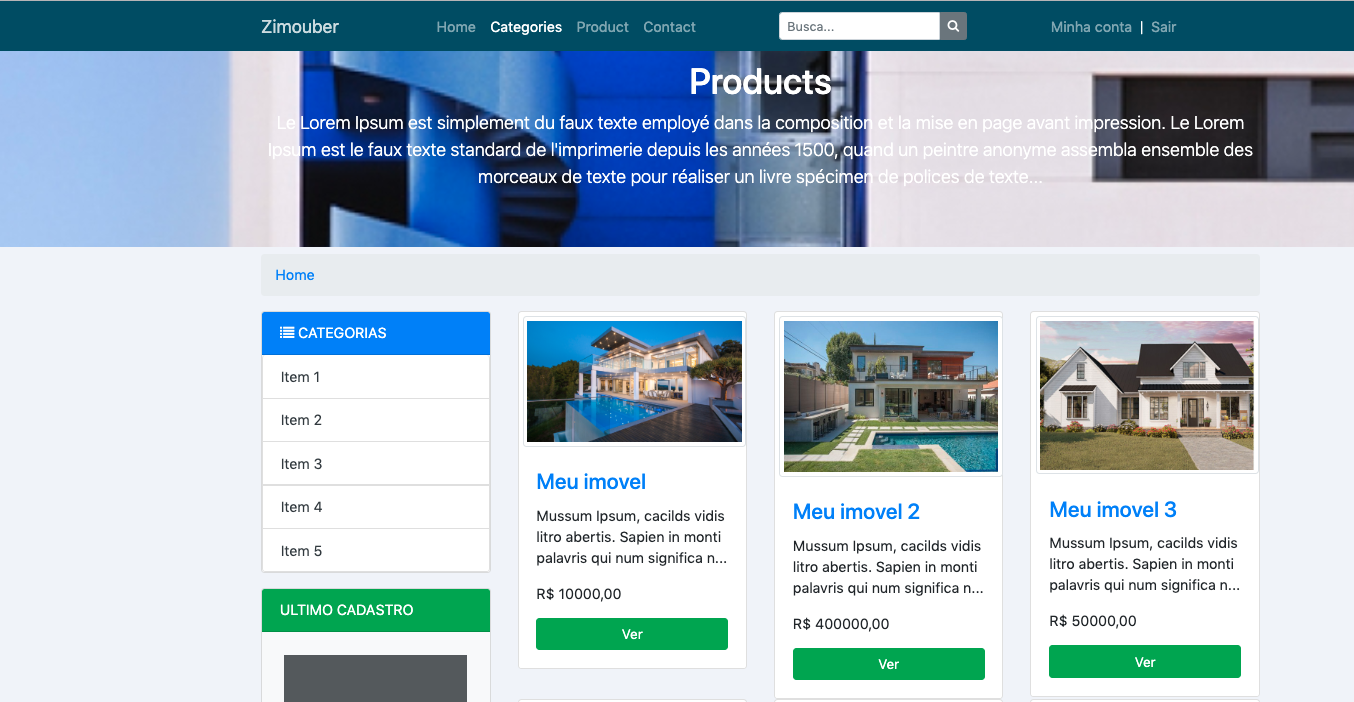 Zimouber Home Categories Product Contact Busca... Minha conta | Sair
Products
Le Lorem Ipsum est simplement du faux texte employé dans la composition et la mise en page avant impression. Le Lorem
Ipsum est le faux texte standard de l'imprimerie depuis les années 1500, quand un peintre anonyme assembla ensemble des
morceaux de texte pour réaliser un livre spécimen de polices de texte...
Home
CATEGORIAS
Item 1
Item 2
Item 3
Item 4
Item 5
ULTIMO CADASTRO
Meu imovel
Mussum Ipsum, cacilds vidis
litro abertis. Sapien in monti
palavris qui num significa n...
R$ 10000,00
Ver
Meu imovel 2
Mussum Ipsum, cacilds vidis
litro abertis. Sapien in monti
palavris qui num significa n...
R$ 400000,00
Ver
Meu imovel 3
Mussum Ipsum, cacilds vidis
litro abertis. Sapien in monti
palavris qui num significa n...
R$ 50000,00
Ver